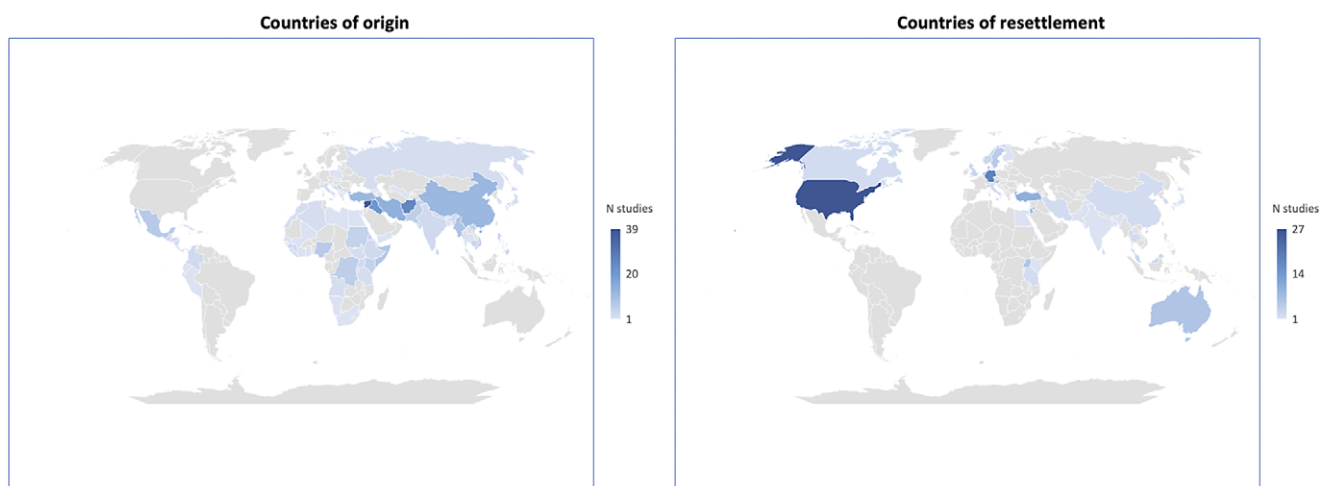 Countries of origin
Countries of resettlement
N studies
39
20
1
N studies
27
14
1